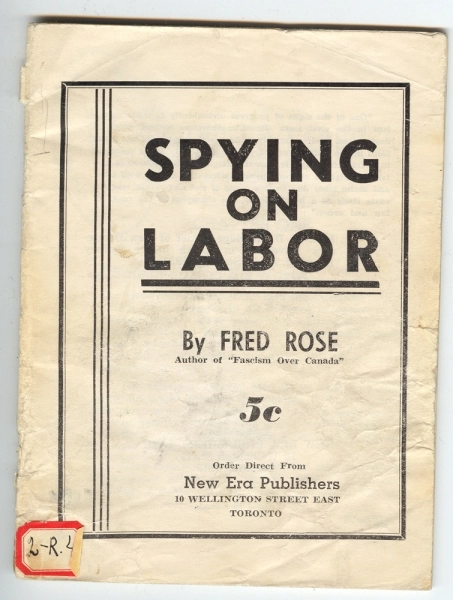 SPYING
ON
LABOR
By FRED ROSE
Author of "Fascism Over Canada"
5c
Order Direct From
New Era Publishers
10 WELLINGTON STREET EAST
TORONTO
2-R.4